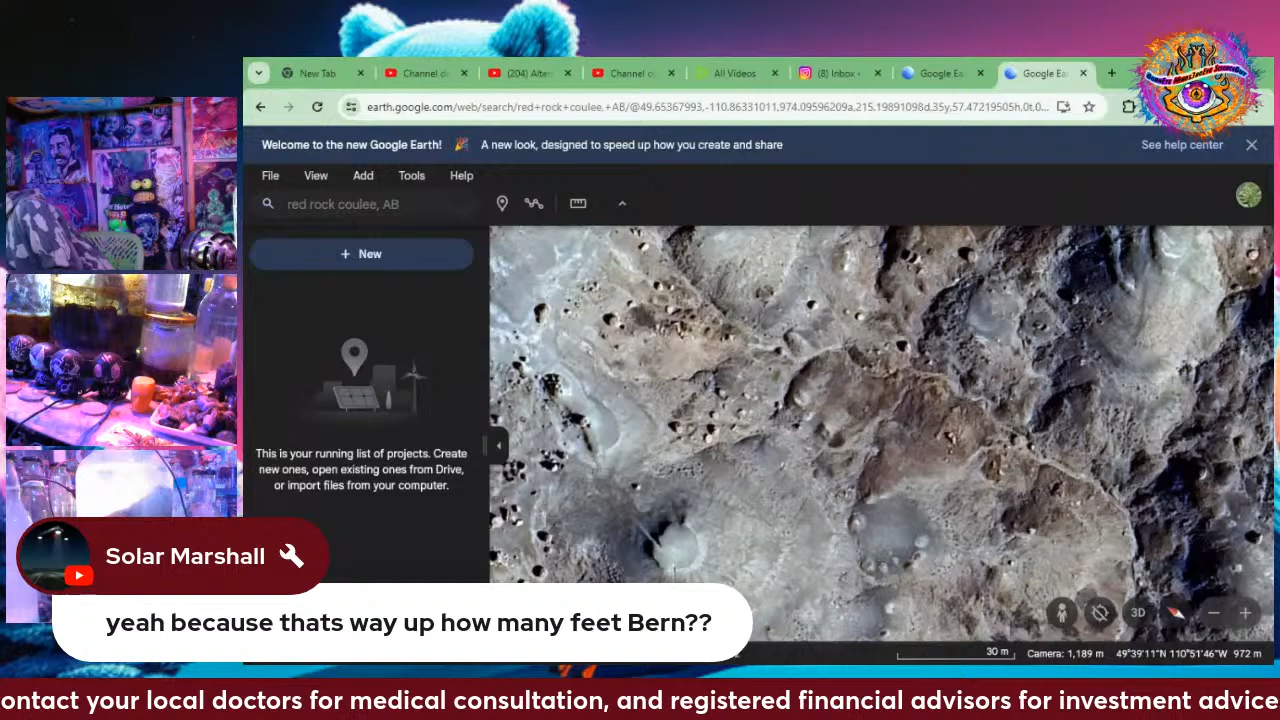 New Tab
Channel d
(204) Alter
Channel c
All Videos
(8) Inbox •
Google Ea
Google Ea
earth.google.com/web/search/red+rock+coulee,+AB/@49.65367993,-110.86331011,974.09596209a,215.19891098d,35y,57.47219505h,0t,0...
Welcome to the new Google Earth! 🎉 A new look, designed to speed up how you create and share
See help center
File View Add Tools Help
red rock coulee, AB
+ New
This is your running list of projects. Create
new ones, open existing ones from Drive,
or import files from your computer.
3D
30 m Camera: 1,189 m 49°39'11"N 110°51'46"W 972 m
Solar Marshall
yeah because thats way up how many feet Bern??
ontact your local doctors for medical consultation, and registered financial advisors for investment advice